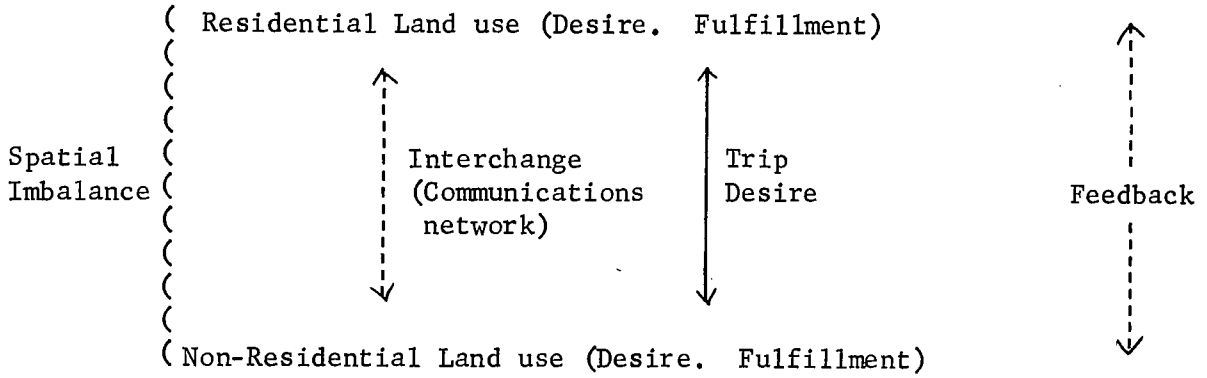 ( Residential Land use (Desire. Fulfillment)
(
(
(
(
(
Spatial (
Imbalance (
(
(
(
(
(
( Non-Residential Land use (Desire. Fulfillment)
Interchange
(Communications
network)
Trip
Desire
Feedback